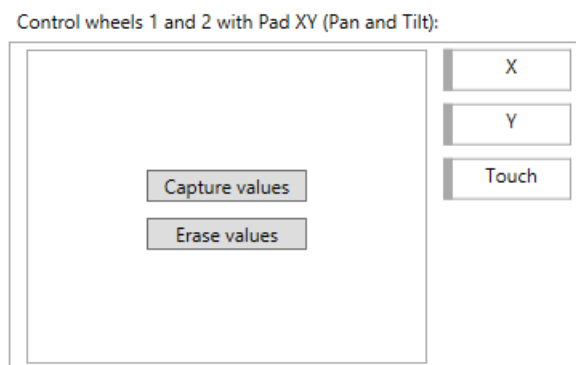 Control wheels 1 and 2 with Pad XY (Pan and Tilt):
X
Y
Touch
Capture values
Erase values